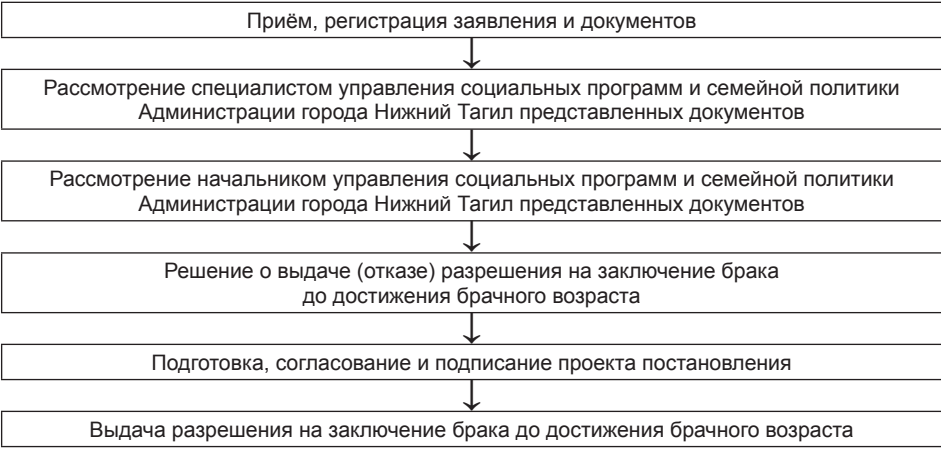 Приём, регистрация заявления и документов
Рассмотрение специалистом управления социальных программ и семейной политики
Администрации города Нижний Тагил представленных документов
Рассмотрение начальником управления социальных программ и семейной политики
Администрации города Нижний Тагил представленных документов
Решение о выдаче (отказе) разрешения на заключение брака
до достижения брачного возраста
Подготовка, согласование и подписание проекта постановления
Выдача разрешения на заключение брака до достижения брачного возраста